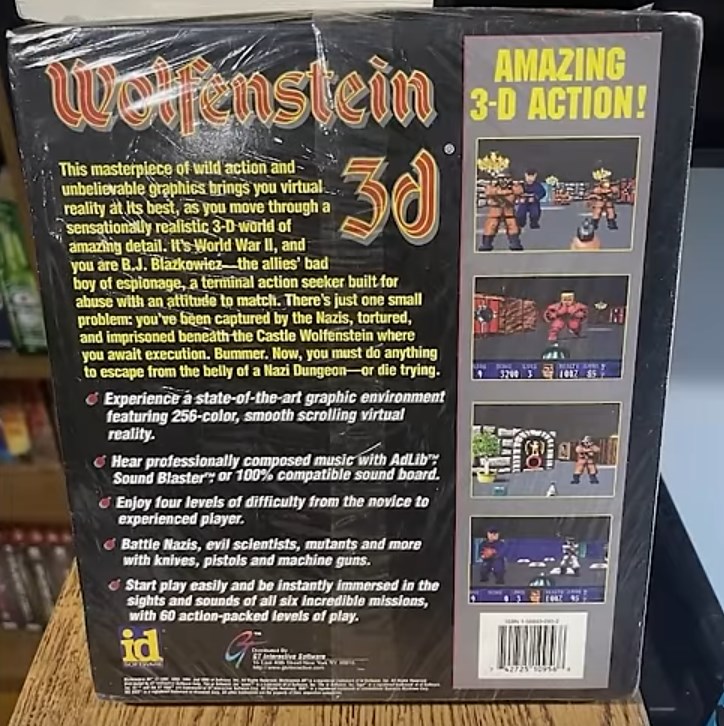 Wolfenstein
3d ®
This masterpiece of wild action and
unbelievable graphics brings you virtual
reality at its best, as you move through a
sensationally realistic 3-D world of
amazing detail. It's World War II, and
you are B.J. Blazkowicz—the allies' bad
boy of espionage, a terminal action seeker built for
abuse with an attitude to match. There's just one small
problem: you've been captured by the Nazis, tortured,
and imprisoned beneath the Castle Wolfenstein where
you await execution. Bummer. Now, you must do anything
to escape from the belly of a Nazi Dungeon—or die trying.
Experience a state-of-the-art graphic environment
featuring 256-color, smooth scrolling virtual
reality.
Hear professionally composed music with AdLib™
Sound Blaster™ or 100% compatible sound board.
Enjoy four levels of difficulty from the novice to
experienced player.
Battle Nazis, evil scientists, mutants and more
with knives, pistols and machine guns.
Start play easily and be instantly immersed in the
sights and sounds of all six incredible missions,
with 60 action-packed levels of play.
id
SOFTWARE
GT™
Distributed By
GT Interactive Software
AMAZING
3-D ACTION!